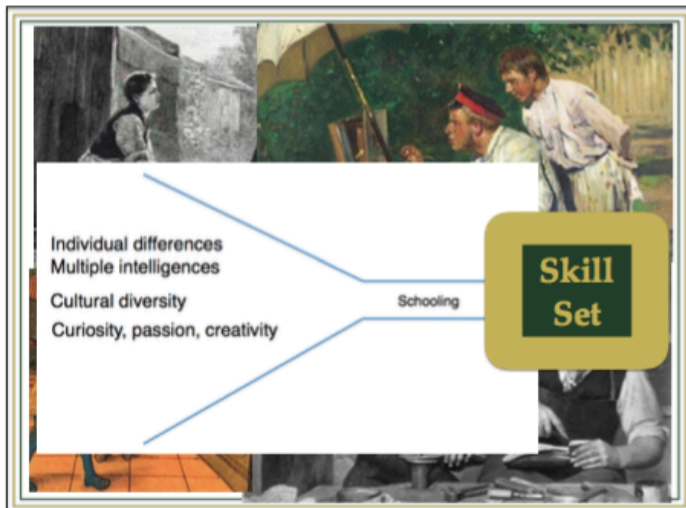 Individual differences
Multiple intelligences
Cultural diversity
Curiosity, passion, creativity
Schooling
Skill
Set